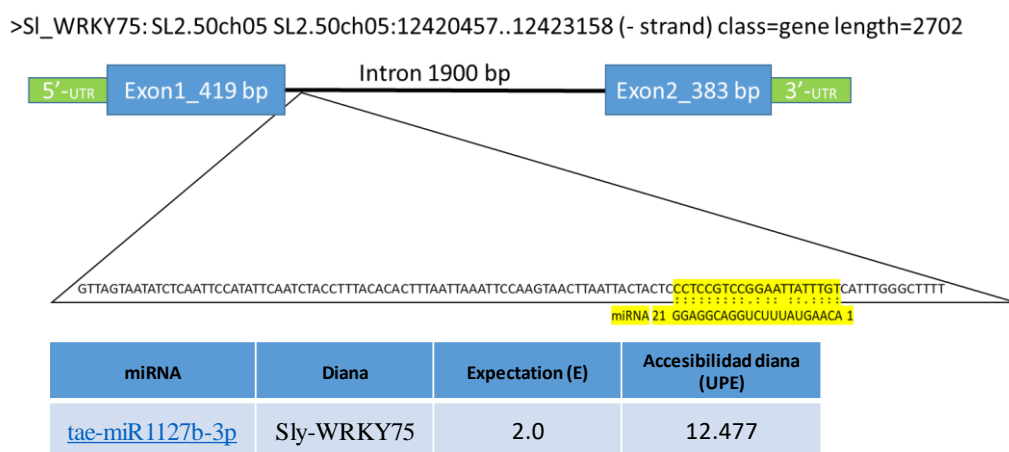 >Sl_WRKY75: SL2.50ch05 SL2.50ch05:12420457..12423158 (- strand) class=gene length=2702
5’-UTR Exon1_419 bp Intron 1900 bp Exon2_383 bp 3’-UTR
GTTAGTAATATCTCAATTCCATATTCAATCTACCTTTACACACTTTAATTAAATTCCAAGTAACTTAATTACTACTCCCTCCGTCCGGAATTATTTGTCATTTGGGCTTTT
miRNA 21 GGAGGCAGGUCUUUAUGAACA 1
miRNA Diana Expectation (E) Accesibilidad diana (UPE)
tae-miR1127b-3p Sly-WRKY75 2.0 12.477